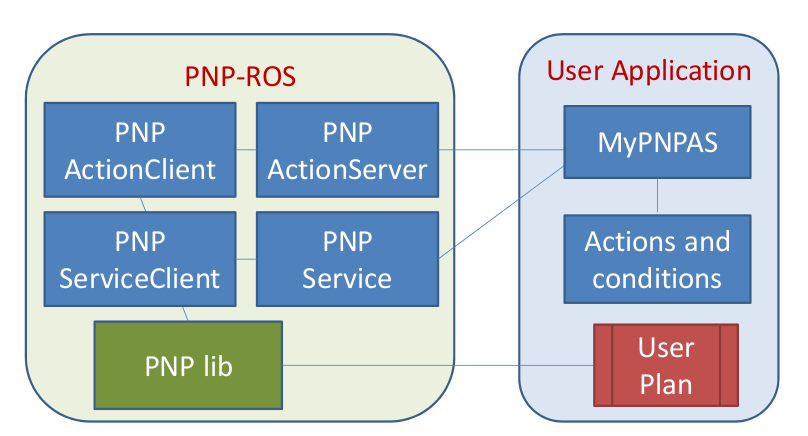 PNP-ROS
User Application
PNP
ActionClient
PNP
ActionServer
MyPNPAS
PNP
ServiceClient
PNP
Service
Actions and
conditions
PNP lib
User
Plan